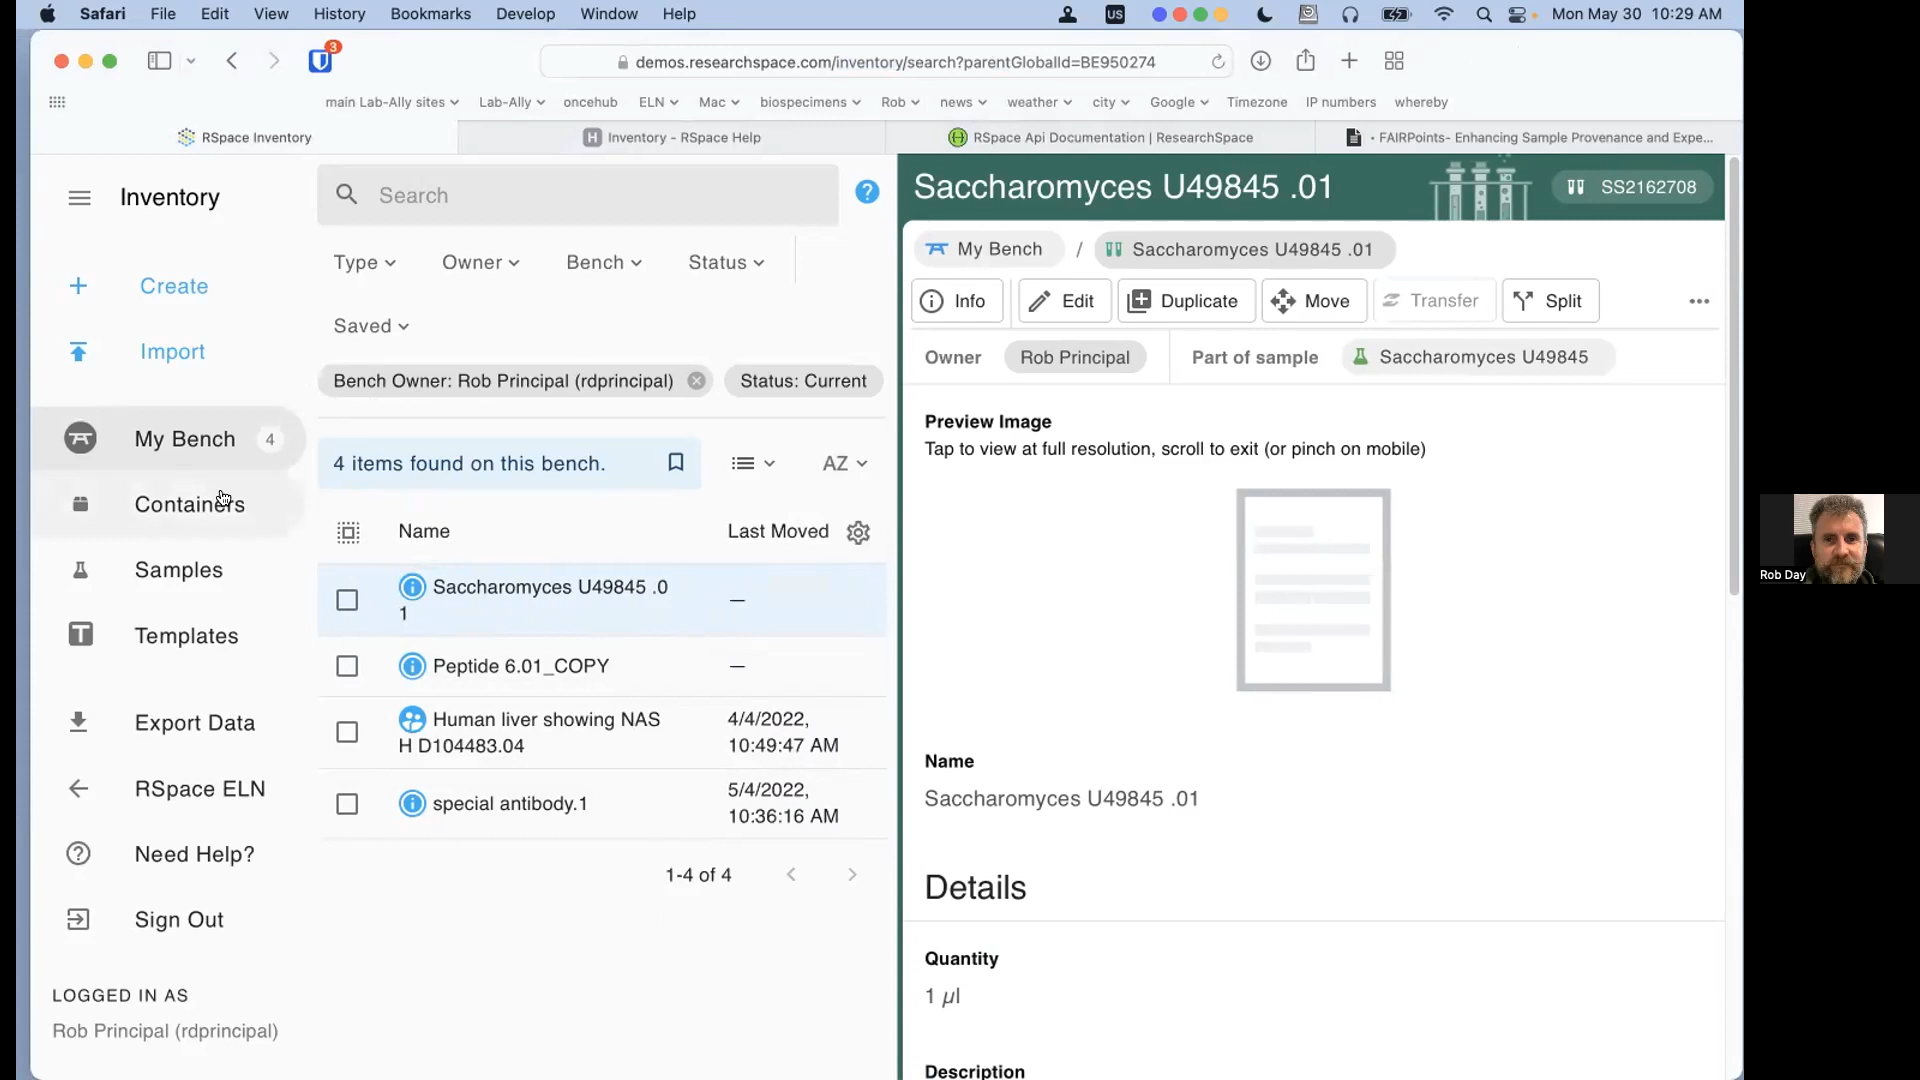 Safari File Edit View History Bookmarks Develop Window Help US Mon May 30 10:29 AM
3
demos.researchspace.com/inventory/search?parentGlobalId=BE950274
main Lab-Ally sites Lab-Ally oncehub ELN Mac biospecimens Rob news weather city Google Timezone IP numbers whereby
RSpace Inventory
H Inventory - RSpace Help
RSpace Api Documentation | ResearchSpace
· FAIRPoints- Enhancing Sample Provenance and Expe...
Inventory
Create
Import
My Bench 4
Containers
Samples
T Templates
Export Data
RSpace ELN
Need Help?
Sign Out
LOGGED IN AS
Rob Principal (rdprincipal)
Search
?
Type Owner Bench Status
Saved
Bench Owner: Rob Principal (rdprincipal) Status: Current
4 items found on this bench. AZ
Name Last Moved
Saccharomyces U49845 .0
1 —
Peptide 6.01_COPY —
Human liver showing NAS
H D104483.04
4/4/2022,
10:49:47 AM
special antibody.1
5/4/2022,
10:36:16 AM
1-4 of 4
Saccharomyces U49845 .01 SS2162708
My Bench / Saccharomyces U49845 .01
Info Edit Duplicate Move Transfer Split
Owner Rob Principal Part of sample Saccharomyces U49845
Preview Image
Tap to view at full resolution, scroll to exit (or pinch on mobile)
Name
Saccharomyces U49845 .01
Details
Quantity
1 µl
Description
Rob Day